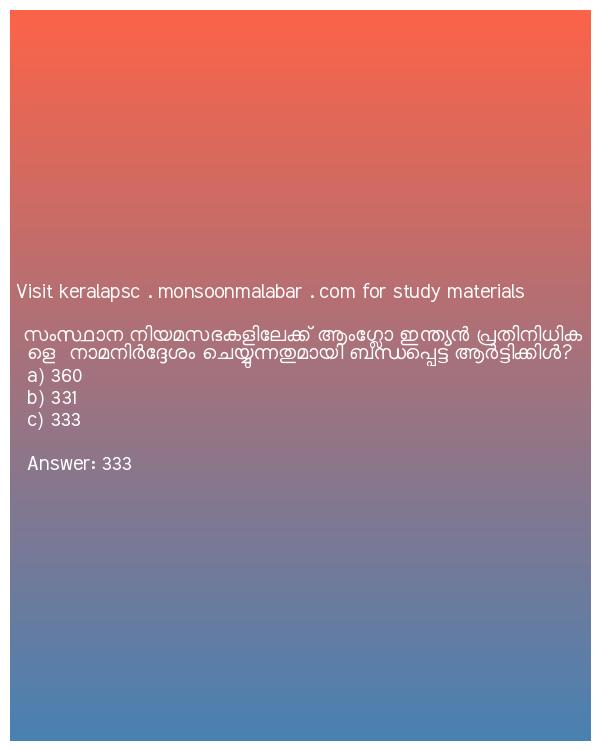 Visit keralapsc . monsoonmalabar . com for study materials
സംസ്ഥാന നിയമസഭകളിലേക്ക് ആംഗ്ലോ ഇന്ത്യൻ പ്രതിനിധിക
ളെ നാമനിർദ്ദേശം ചെയ്യുന്നതുമായി ബന്ധപ്പെട്ട ആർട്ടിക്കിൾ?
a) 360
b) 331
c) 333
Answer: 333